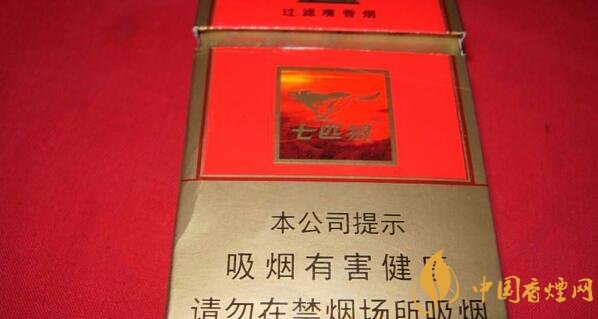 过滤嘴香烟
七匹狼
本公司提示
吸烟有害健康
请勿在禁烟场所吸烟
中国香烟网